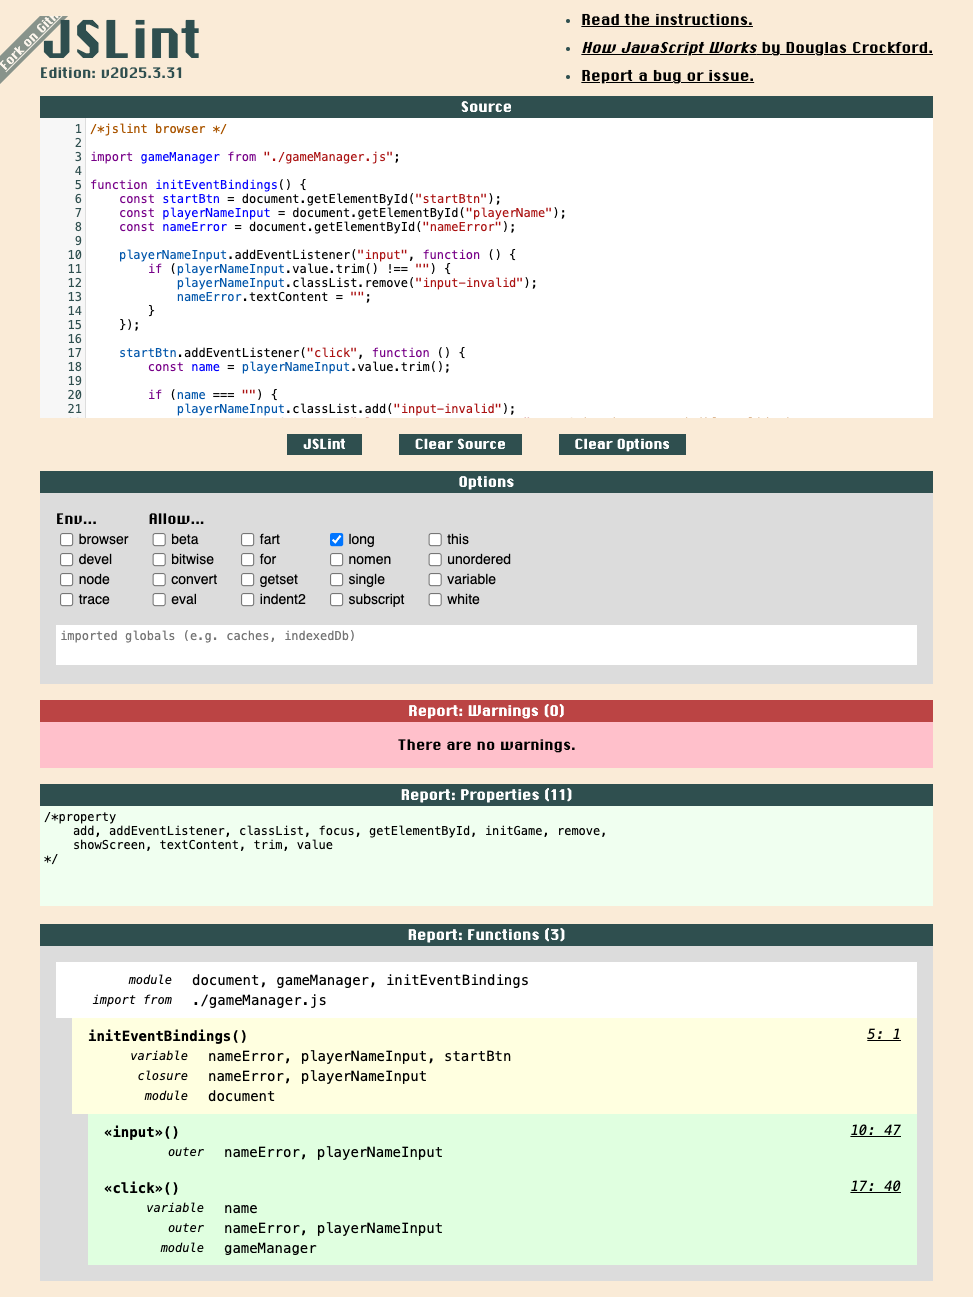 Fork on GitH
JSLint
Edition: v2025.3.31
Read the instructions.
How JavaScript Works by Douglas Crockford.
Report a bug or issue.
Source
1 /*jslint browser */
2
3 import gameManager from "./gameManager.js";
4
5 function initEventBindings() {
6     const startBtn = document.getElementById("startBtn");
7     const playerNameInput = document.getElementById("playerName");
8     const nameError = document.getElementById("nameError");
9
10     playerNameInput.addEventListener("input", function () {
11         if (playerNameInput.value.trim() !== "") {
12             playerNameInput.classList.remove("input-invalid");
13             nameError.textContent = "";
14         }
15     });
16
17     startBtn.addEventListener("click", function () {
18         const name = playerNameInput.value.trim();
19
20         if (name === "") {
21             playerNameInput.classList.add("input-invalid");
JSLint Clear Source Clear Options
Options
Env... Allow...
browser beta fart long this
devel bitwise for nomen unordered
node convert getset single variable
trace eval indent2 subscript white
imported globals (e.g. caches, indexedDb)
Report: Warnings (0)
There are no warnings.
Report: Properties (11)
/*property
    add, addEventListener, classList, focus, getElementById, initGame, remove,
    showScreen, textContent, trim, value
*/
Report: Functions (3)
module document, gameManager, initEventBindings
import from ./gameManager.js
initEventBindings() 5: 1
variable nameError, playerNameInput, startBtn
closure nameError, playerNameInput
module document
«input»() 10: 47
outer nameError, playerNameInput
«click»() 17: 40
variable name
outer nameError, playerNameInput
module gameManager